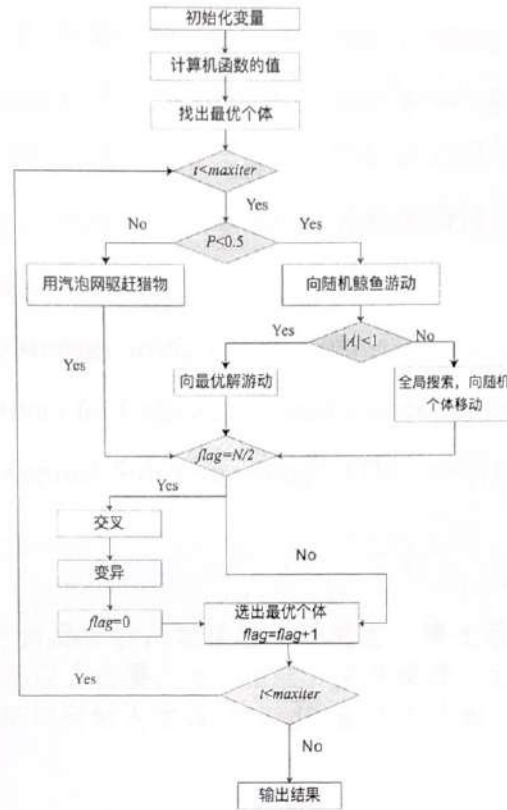 初始化变量
计算机函数的值
找出最优个体
t<maxiter
Yes
No
P<0.5
Yes
用汽泡网驱赶猎物
向随机鲸鱼游动
Yes
|A|<1
No
Yes
向最优解游动
全局搜索，向随机
个体移动
flag=N/2
Yes
交叉
No
变异
flag=0
选出最优个体
flag=flag+1
Yes
t<maxiter
No
输出结果